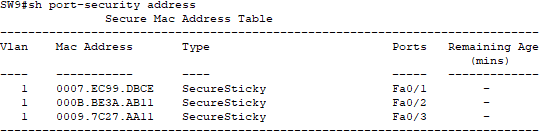 SW9#sh port-security address
Secure Mac Address Table
-------------------------------------------------------------------------------
Vlan Mac Address Type Ports Remaining Age
(mins)
---- ----------- ---- ----- -------------
1 0007.EC99.DBCE SecureSticky Fa0/1 -
1 000B.BE3A.AB11 SecureSticky Fa0/2 -
1 0009.7C27.AA11 SecureSticky Fa0/3 -
-------------------------------------------------------------------------------